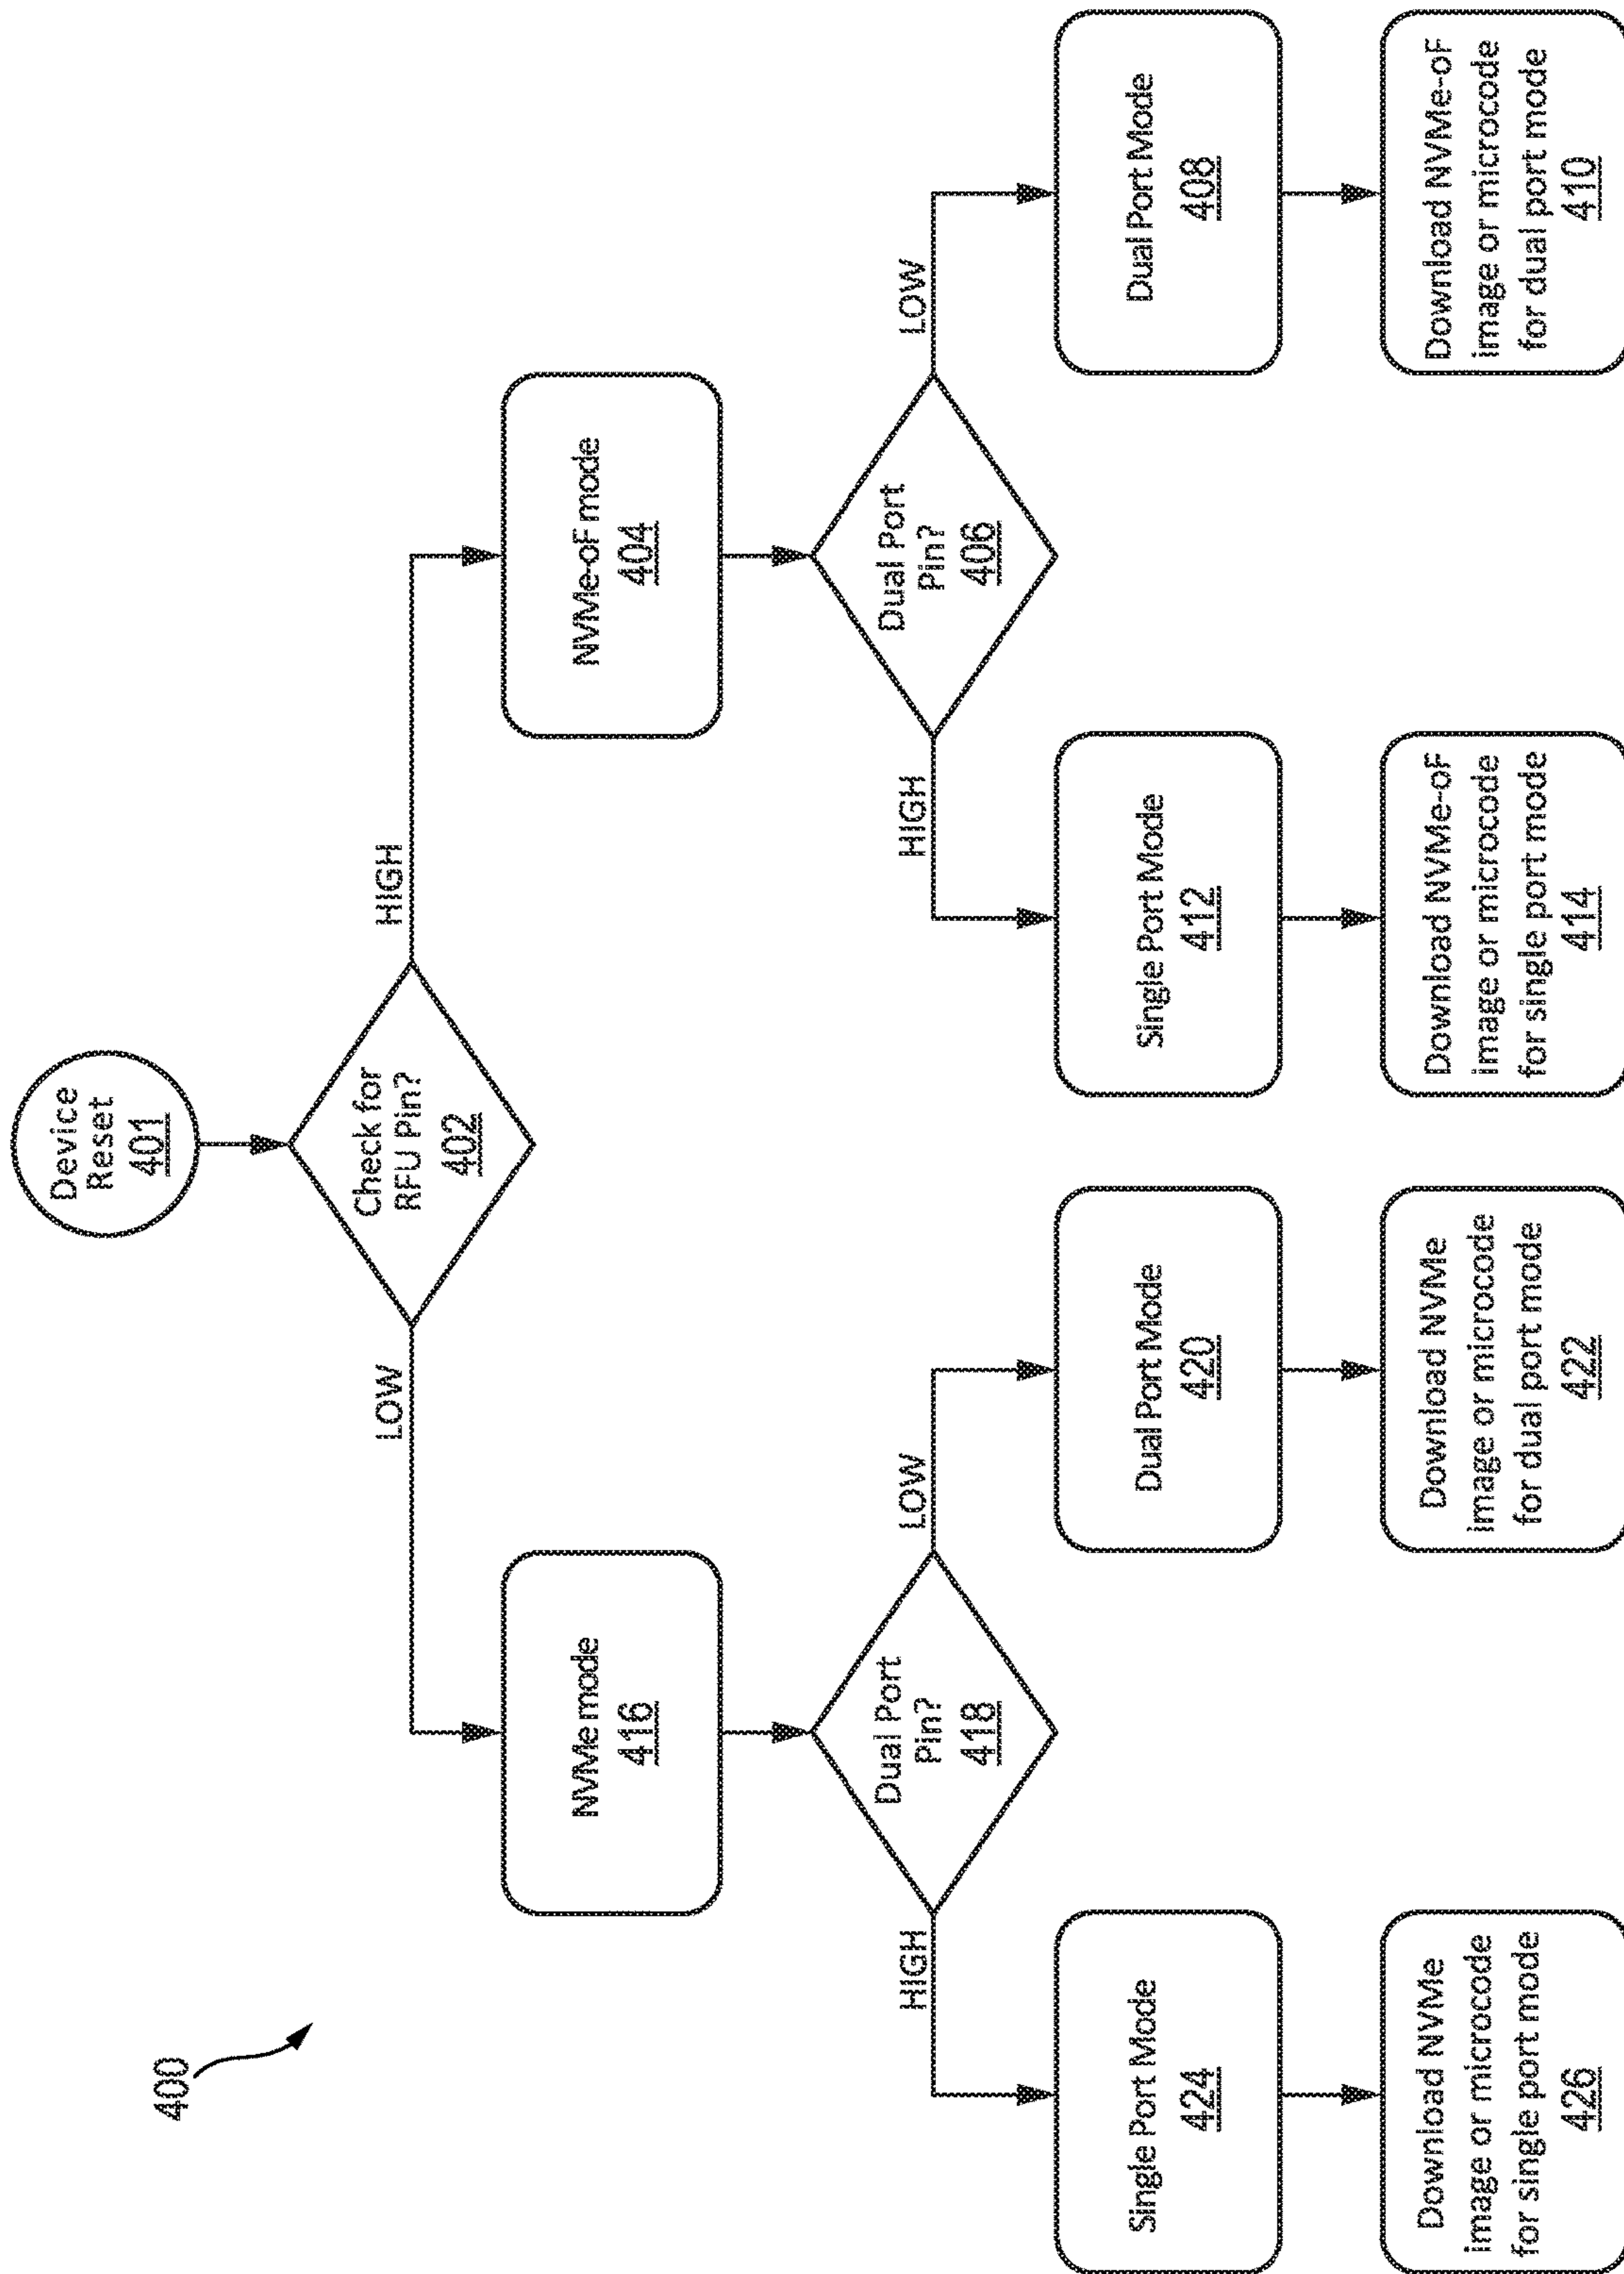 400
Device
Reset
401
Check for
RFU Pin?
402
LOW
HIGH
NVMe mode
416
NVMe-oF mode
404
Dual Port
Pin?
418
Dual Port
Pin?
406
HIGH
LOW
HIGH
LOW
Single Port Mode
424
Dual Port Mode
420
Single Port Mode
412
Dual Port Mode
408
Download NVMe
image or microcode
for single port mode
426
Download NVMe
image or microcode
for dual port mode
422
Download NVMe-oF
image or microcode
for single port mode
414
Download NVMe-oF
image or microcode
for dual port mode
410